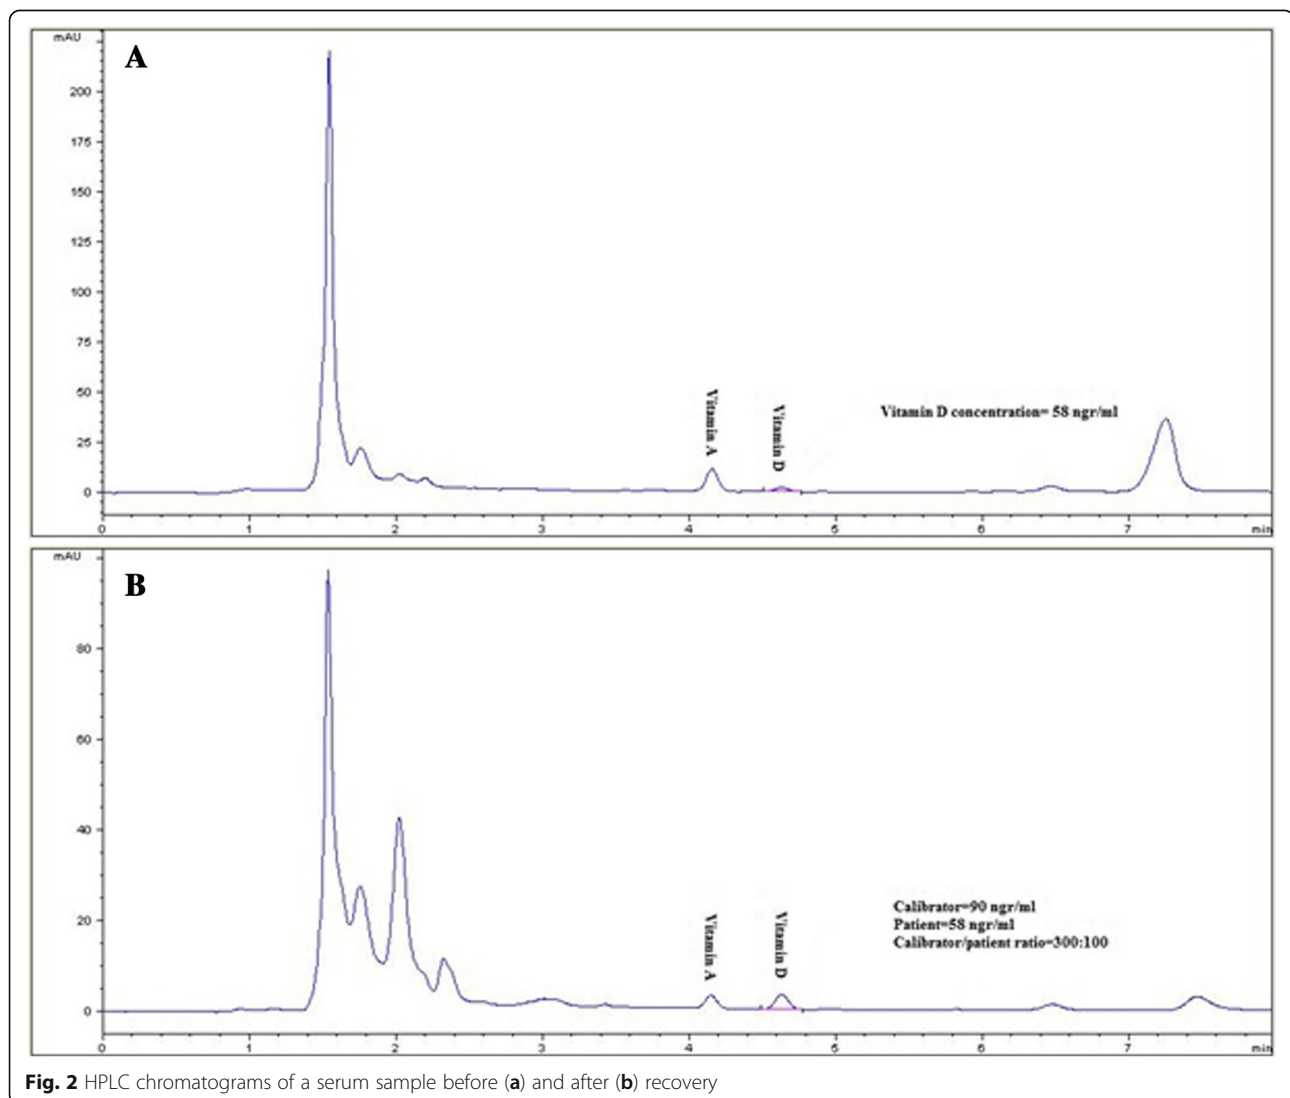 mAU
A
200
175
150
125
100
75
50
25
0
Vitamin A
Vitamin D
Vitamin D concentration= 58 ngr/ml
0 1 2 3 4 5 6 7 min
mAU
B
80
60
40
20
0
Vitamin A
Vitamin D
Calibrator=90 ngr/ml
Patient=58 ngr/ml
Calibrator/patient ratio=300:100
0 1 2 3 4 5 6 7 min
Fig. 2 HPLC chromatograms of a serum sample before (a) and after (b) recovery